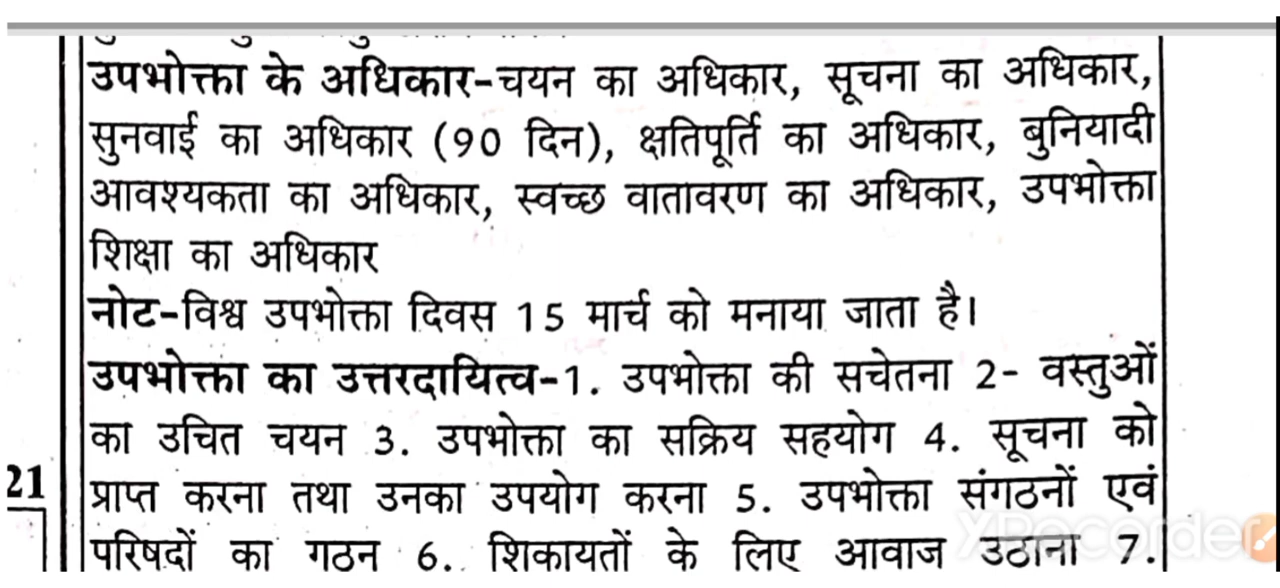 उपभोक्ता के अधिकार-चयन का अधिकार, सूचना का अधिकार,
सुनवाई का अधिकार (90 दिन), क्षतिपूर्ति का अधिकार, बुनियादी
आवश्यकता का अधिकार, स्वच्छ वातावरण का अधिकार, उपभोक्ता
शिक्षा का अधिकार
नोट-विश्व उपभोक्ता दिवस 15 मार्च को मनाया जाता है।
उपभोक्ता का उत्तरदायित्व-1. उपभोक्ता की सचेतना 2- वस्तुओं
का उचित चयन 3. उपभोक्ता का सक्रिय सहयोग 4. सूचना को
21
प्राप्त करना तथा उनका उपयोग करना 5. उपभोक्ता संगठनों एवं
परिषदों का गठन 6. शिकायतों के लिए आवाज उठाना 7.
XRecorder